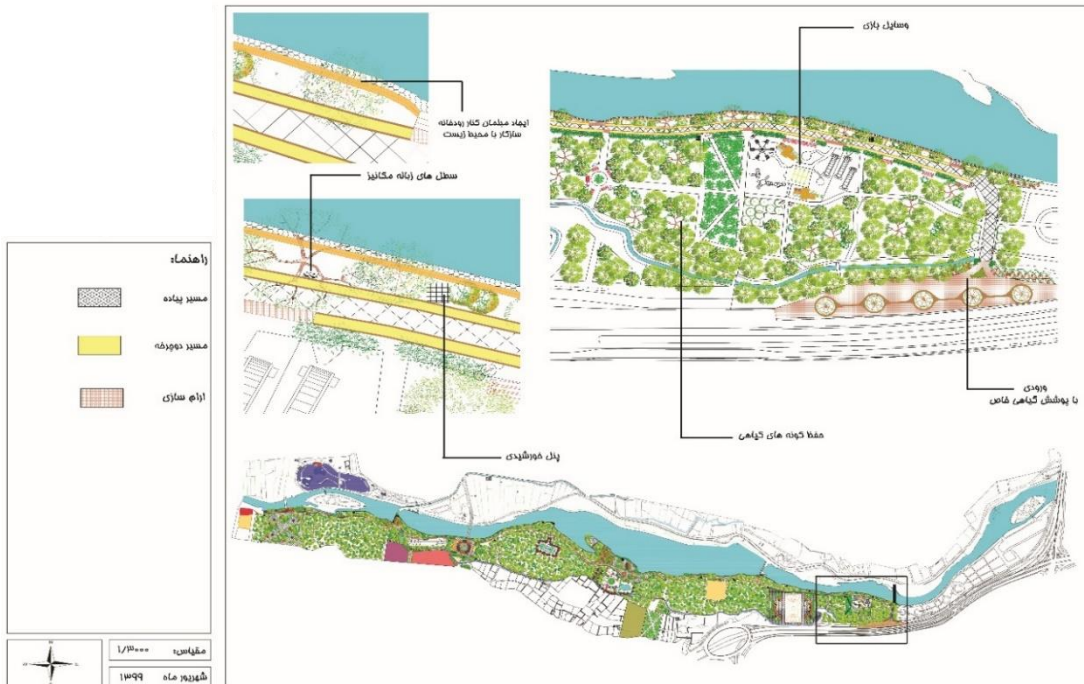 وسایل بازی
ایجاد مبلمان کنار رودخانه
سازگار با محیط زیست
سطل های زباله مکانیز
راهنما:
مسیر پیاده
مسیر دوچرخه
آرام سازی
ورودی
با پوشش گیاهی خاص
حفظ گونه های گیاهی
پنل خورشیدی
مقیاس: ۱/۳۰۰۰
شهریور ماه ۱۳۹۹